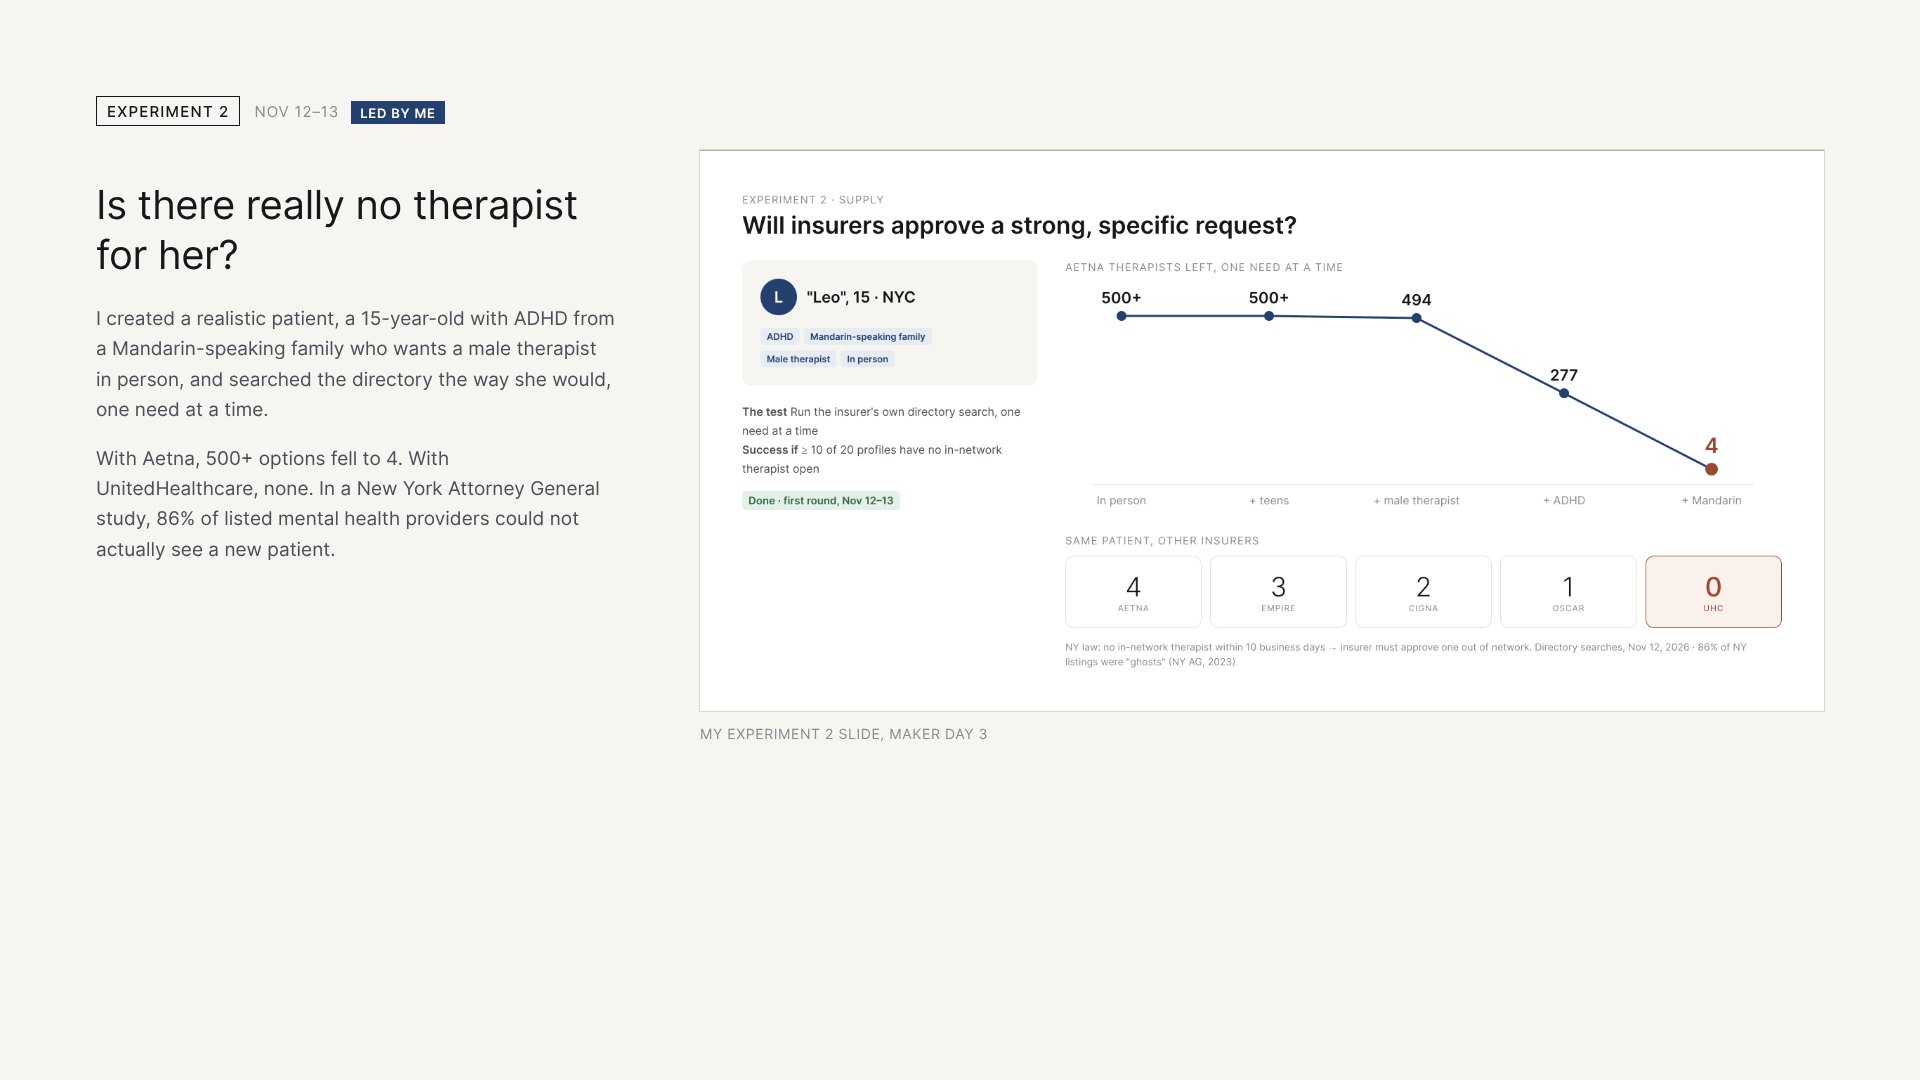 EXPERIMENT 2 NOV 12–13 LED BY ME
Is there really no therapist
for her?
I created a realistic patient, a 15-year-old with ADHD from
a Mandarin-speaking family who wants a male therapist
in person, and searched the directory the way she would,
one need at a time.
With Aetna, 500+ options fell to 4. With
UnitedHealthcare, none. In a New York Attorney General
study, 86% of listed mental health providers could not
actually see a new patient.
EXPERIMENT 2 · SUPPLY
Will insurers approve a strong, specific request?
L "Leo", 15 · NYC
ADHD Mandarin-speaking family
Male therapist In person
The test Run the insurer's own directory search, one
need at a time
Success if ≥ 10 of 20 profiles have no in-network
therapist open
Done · first round, Nov 12–13
AETNA THERAPISTS LEFT, ONE NEED AT A TIME
500+ 500+ 494 277 4
In person + teens + male therapist + ADHD + Mandarin
SAME PATIENT, OTHER INSURERS
4 3 2 1 0
AETNA EMPIRE CIGNA OSCAR UHC
NY law: no in-network therapist within 10 business days → insurer must approve one out of network. Directory searches, Nov 12, 2026 · 86% of NY
listings were "ghosts" (NY AG, 2023)
MY EXPERIMENT 2 SLIDE, MAKER DAY 3